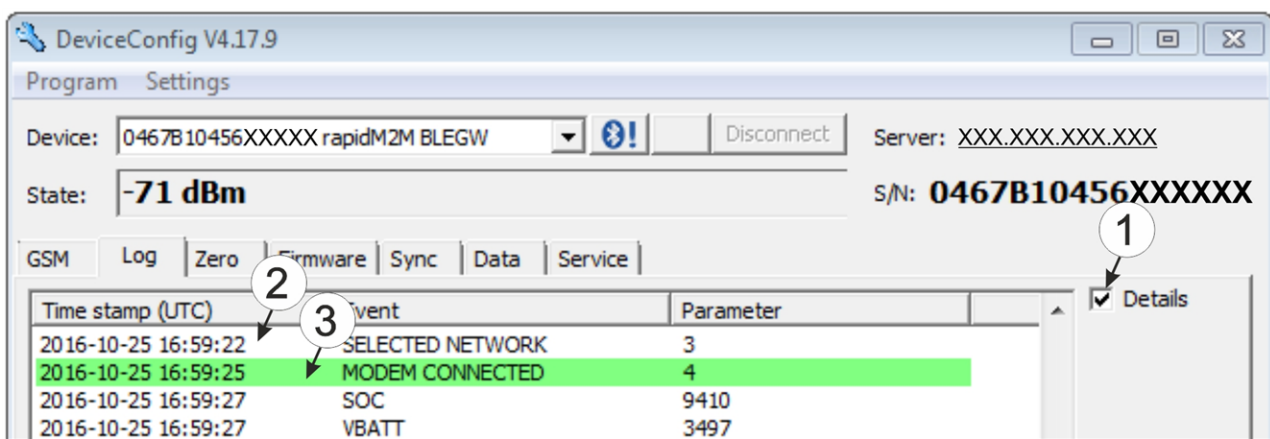 DeviceConfig V4.17.9
Program Settings
Device: 0467B10456XXXXX rapidM2M BLEGW Disconnect Server: XXX.XXX.XXX.XXX
State: -71 dBm S/N: 0467B10456XXXXXX
1
GSM Log Zero Firmware Sync Data Service
2
Details
3
Time stamp (UTC) Event Parameter
2016-10-25 16:59:22 SELECTED NETWORK 3
2016-10-25 16:59:25 MODEM CONNECTED 4
2016-10-25 16:59:27 SOC 9410
2016-10-25 16:59:27 VBATT 3497